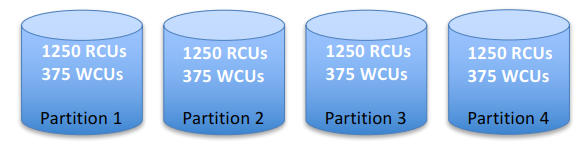 1250 RCUs
375 WCUs
Partition 1
1250 RCUs
375 WCUs
Partition 2
1250 RCUs
375 WCUs
Partition 3
1250 RCUs
375 WCUs
Partition 4